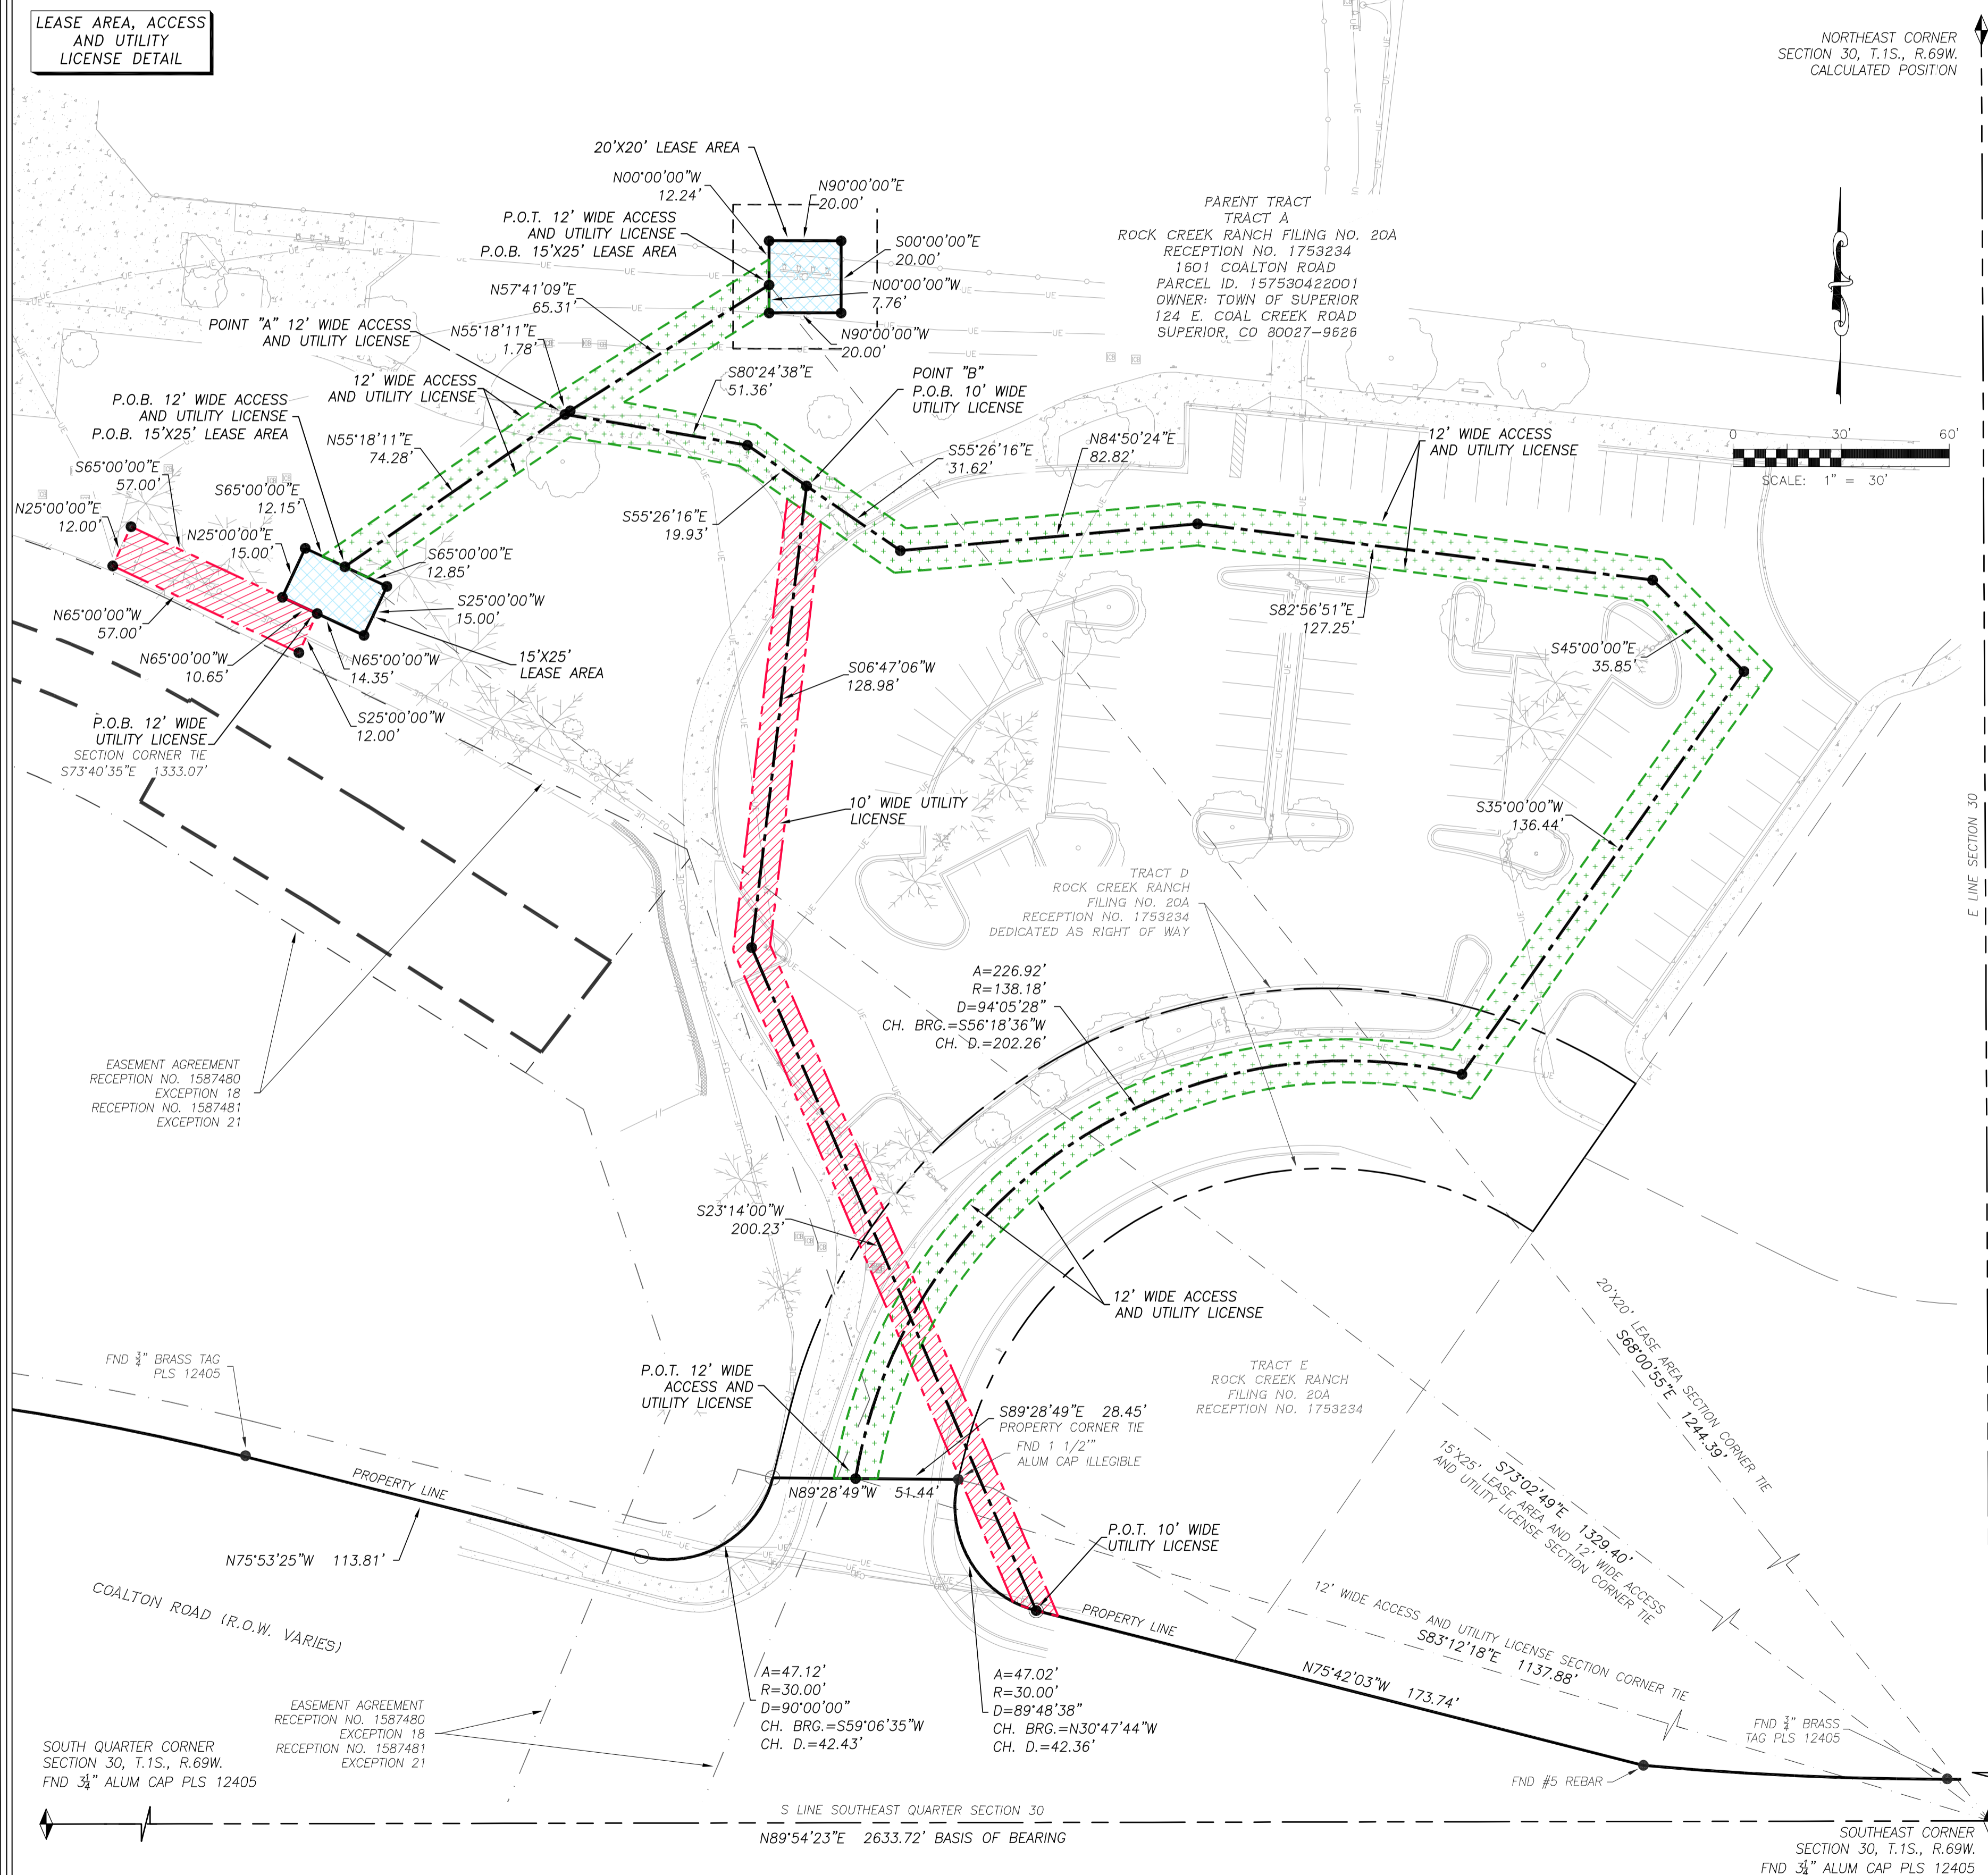 LEASE AREA, ACCESS
AND UTILITY
LICENSE DETAIL
NORTHEAST CORNER
SECTION 30, T.1S., R.69W.
CALCULATED POSITION
20'X20' LEASE AREA
N00°00'00"W
12.24'
N90°00'00"E
20.00'
P.O.T. 12' WIDE ACCESS
AND UTILITY LICENSE
P.O.B. 15'X25' LEASE AREA
S00°00'00"E
20.00'
N00°00'00"W
7.76'
N90°00'00"W
20.00'
PARENT TRACT
TRACT A
ROCK CREEK RANCH FILING NO. 20A
RECEPTION NO. 1753234
1601 COALTON ROAD
PARCEL ID. 157530422001
OWNER: TOWN OF SUPERIOR
124 E. COAL CREEK ROAD
SUPERIOR, CO 80027-9626
N57°41'09"E
65.31'
POINT "A" 12' WIDE ACCESS
AND UTILITY LICENSE
N55°18'11"E
1.78'
S80°24'38"E
51.36'
POINT "B"
P.O.B. 10' WIDE
UTILITY LICENSE
12' WIDE ACCESS
AND UTILITY LICENSE
P.O.B. 12' WIDE ACCESS
AND UTILITY LICENSE
P.O.B. 15'X25' LEASE AREA
N55°18'11"E
74.28'
S55°26'16"E
31.62'
N84°50'24"E
82.82'
12' WIDE ACCESS
AND UTILITY LICENSE
0 30' 60'
SCALE: 1" = 30'
S65°00'00"E
57.00'
N25°00'00"E
12.00'
S65°00'00"E
12.15'
N25°00'00"E
15.00'
S55°26'16"E
19.93'
S65°00'00"E
12.85'
S25°00'00"W
15.00'
N65°00'00"W
57.00'
N65°00'00"W
10.65'
N65°00'00"W
14.35'
15'X25'
LEASE AREA
S25°00'00"W
12.00'
P.O.B. 12' WIDE
UTILITY LICENSE
SECTION CORNER TIE
S73°40'35"E 1333.07'
S82°56'51"E
127.25'
S45°00'00"E
35.85'
S06°47'06"W
128.98'
10' WIDE UTILITY
LICENSE
S35°00'00"W
136.44'
E LINE SECTION 30
TRACT D
ROCK CREEK RANCH
FILING NO. 20A
RECEPTION NO. 1753234
DEDICATED AS RIGHT OF WAY
A=226.92'
R=138.18'
D=94°05'28"
CH. BRG.=S56°18'36"W
CH. D.=202.26'
EASEMENT AGREEMENT
RECEPTION NO. 1587480
EXCEPTION 18
RECEPTION NO. 1587481
EXCEPTION 21
S23°14'00"W
200.23'
12' WIDE ACCESS
AND UTILITY LICENSE
FND 3/4" BRASS TAG
PLS 12405
P.O.T. 12' WIDE
ACCESS AND
UTILITY LICENSE
TRACT E
ROCK CREEK RANCH
FILING NO. 20A
RECEPTION NO. 1753234
S89°28'49"E 28.45'
PROPERTY CORNER TIE
FND 1 1/2'"
ALUM CAP ILLEGIBLE
20'X20' LEASE AREA SECTION CORNER TIE
S68°00'55"E 1244.39'
S73°02'49"E 1329.40'
15'X25' LEASE AREA AND 12' WIDE ACCESS
AND UTILITY LICENSE SECTION CORNER TIE
PROPERTY LINE
N89°28'49"W 51.44'
P.O.T. 10' WIDE
UTILITY LICENSE
N75°53'25"W 113.81'
COALTON ROAD (R.O.W. VARIES)
PROPERTY LINE
12' WIDE ACCESS AND UTILITY LICENSE SECTION CORNER TIE
S83°12'18"E 1137.88'
N75°42'03"W 173.74'
A=47.12'
R=30.00'
D=90°00'00"
CH. BRG.=S59°06'35"W
CH. D.=42.43'
A=47.02'
R=30.00'
D=89°48'38"
CH. BRG.=N30°47'44"W
CH. D.=42.36'
EASEMENT AGREEMENT
RECEPTION NO. 1587480
EXCEPTION 18
RECEPTION NO. 1587481
EXCEPTION 21
FND 3/4" BRASS
TAG PLS 12405
FND #5 REBAR
SOUTH QUARTER CORNER
SECTION 30, T.1S., R.69W.
FND 3 1/4" ALUM CAP PLS 12405
S LINE SOUTHEAST QUARTER SECTION 30
N89°54'23"E 2633.72' BASIS OF BEARING
SOUTHEAST CORNER
SECTION 30, T.1S., R.69W.
FND 3 1/4" ALUM CAP PLS 12405